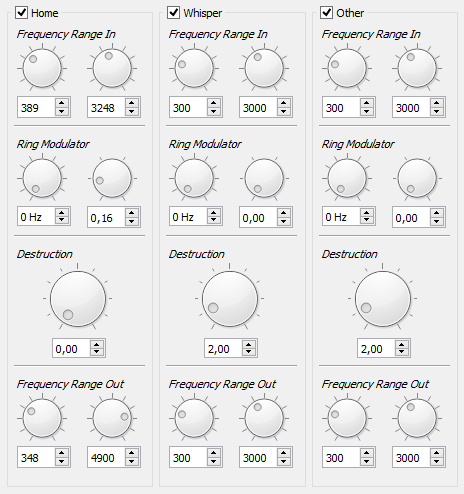 Home
Frequency Range In
389 3248
Ring Modulator
0 Hz 0,16
Destruction
0,00
Frequency Range Out
348 4900
Whisper
Frequency Range In
300 3000
Ring Modulator
0 Hz 0,00
Destruction
2,00
Frequency Range Out
300 3000
Other
Frequency Range In
300 3000
Ring Modulator
0 Hz 0,00
Destruction
2,00
Frequency Range Out
300 3000